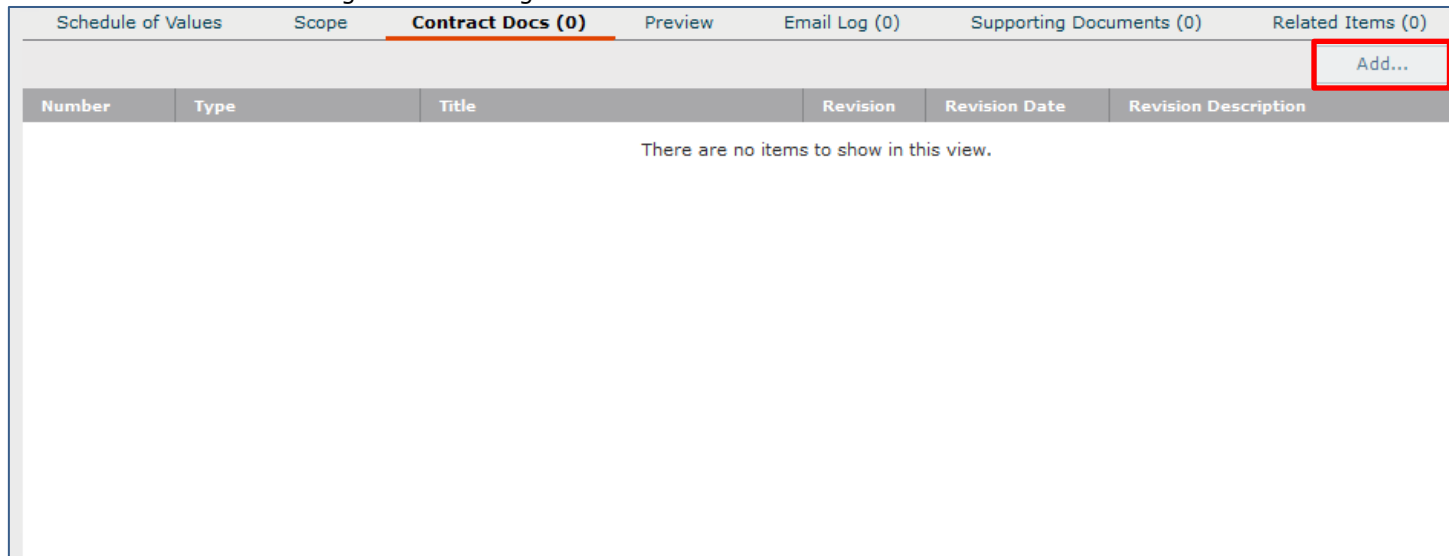 Schedule of Values Scope Contract Docs (0) Preview Email Log (0) Supporting Documents (0) Related Items (0)
Add...
Number Type Title Revision Revision Date Revision Description
There are no items to show in this view.